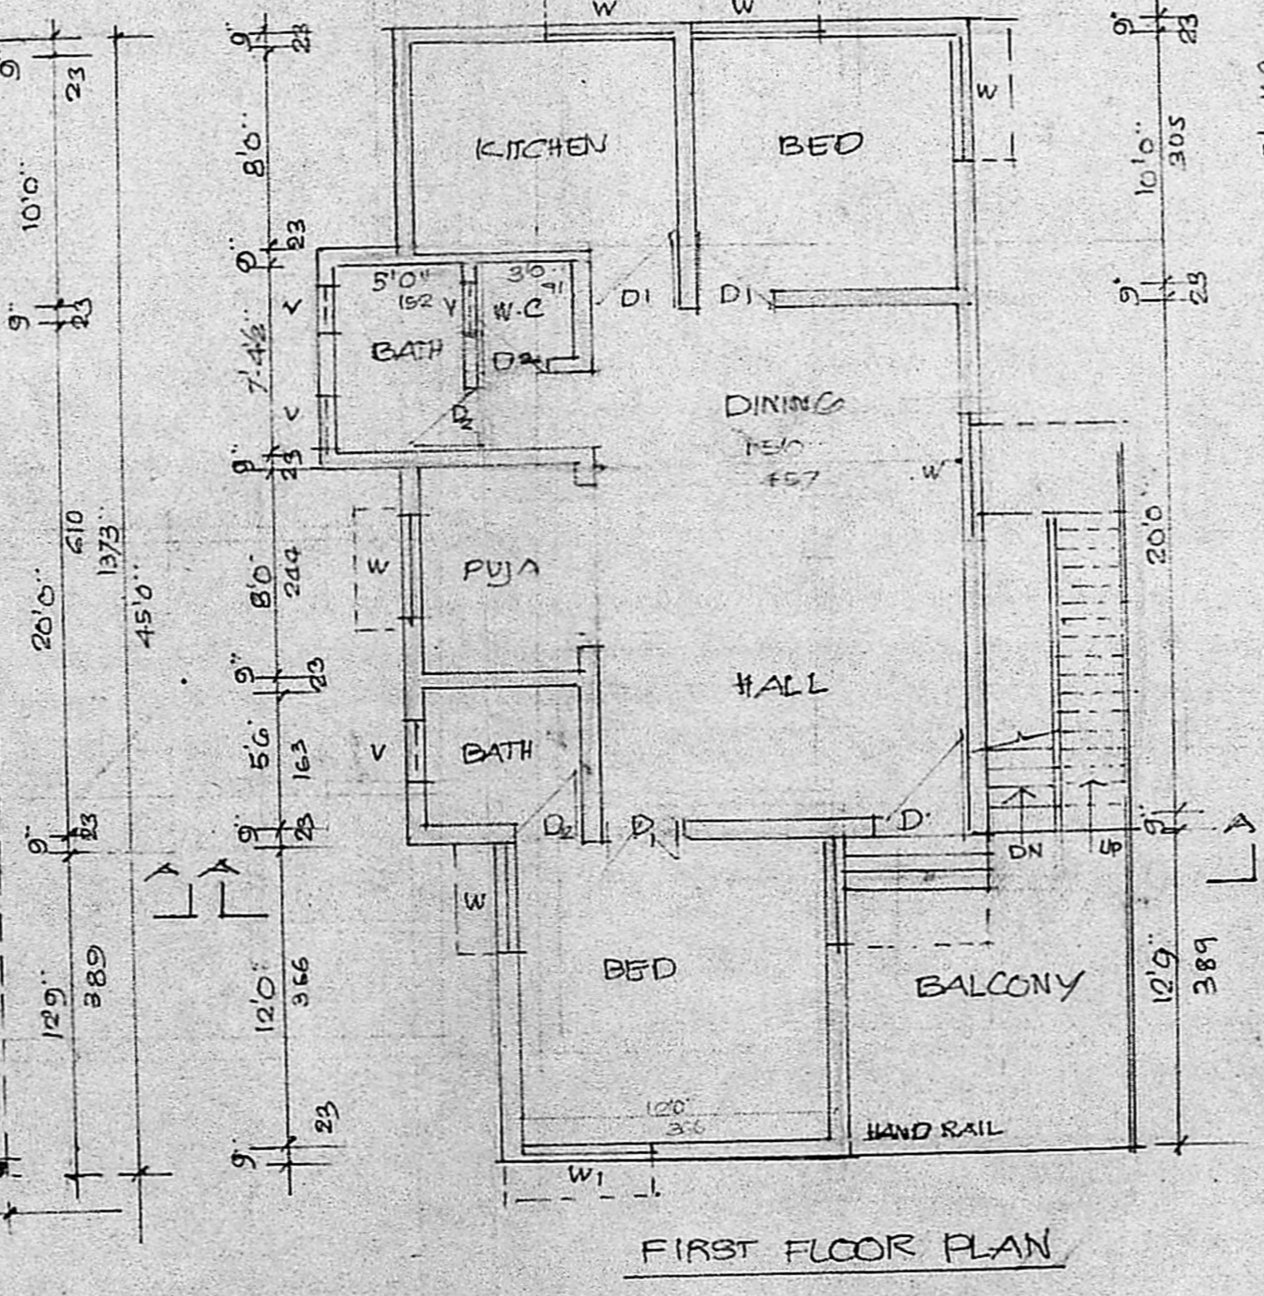 W W
9" 23
9" 23
9" 23
KITCHEN BED W
8'0"
10'0" 305
10'0"
23
9"
5'0" 3'0
152 V W.C 91
D1 D1
9" 23
9" 23
V
BATH D2
7'4½"
V D2
DINING
15'0"
457
W
9" 23
610
1373
20'0"
45'0"
8'0" 244
W PUJA
20'0"
9" 23
HALL
5'6" 163
V BATH
9" 23
9" 23
D2 D1 D
9"
A
DN UP
A A
W
BED
BALCONY
12'9" 389
12'0" 366
12'9" 389
12'0"
366
HAND RAIL
9" 23
W1
FIRST FLOOR PLAN